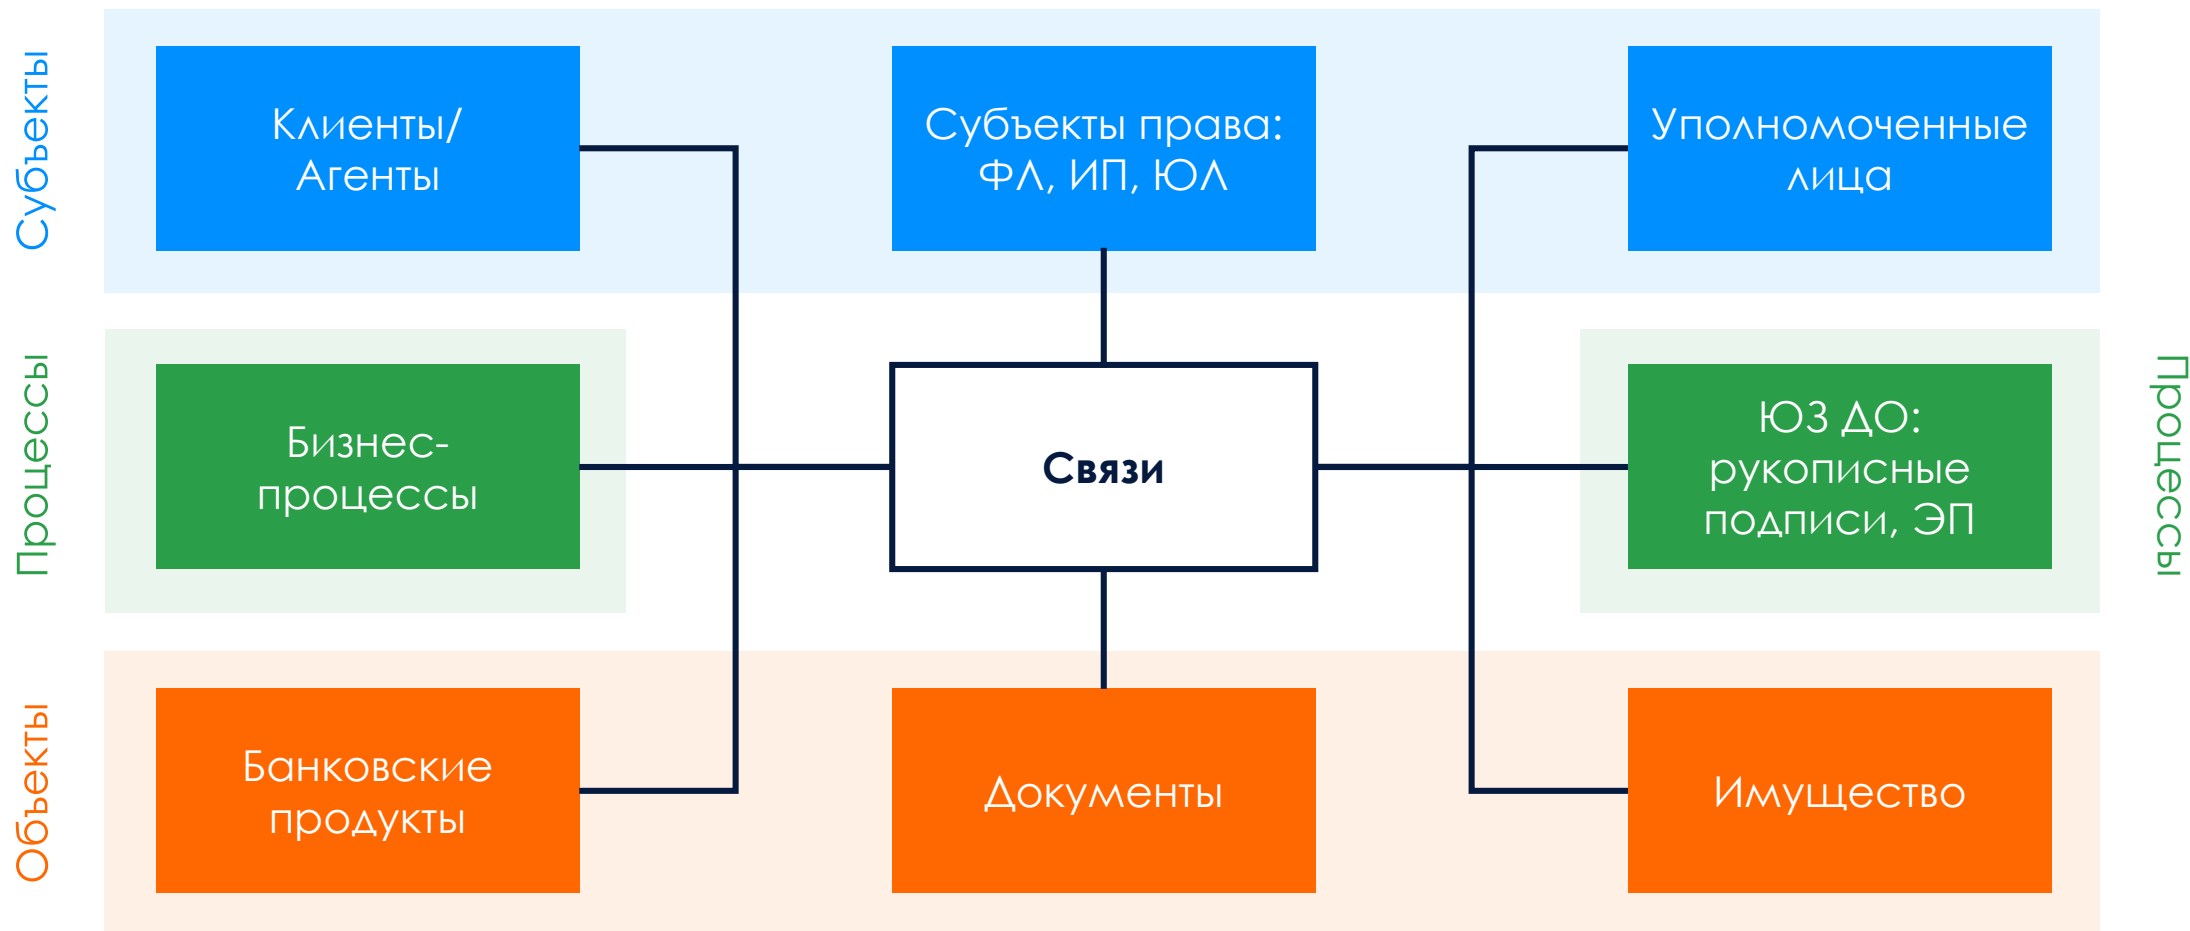 Субъекты
Клиенты/
Агенты
Субъекты права:
ФЛ, ИП, ЮЛ
Уполномоченные
лица
Процессы
Бизнес-
процессы
Связи
ЮЗ ДО:
рукописные
подписи, ЭП
Процессы
Объекты
Банковские
продукты
Документы
Имущество